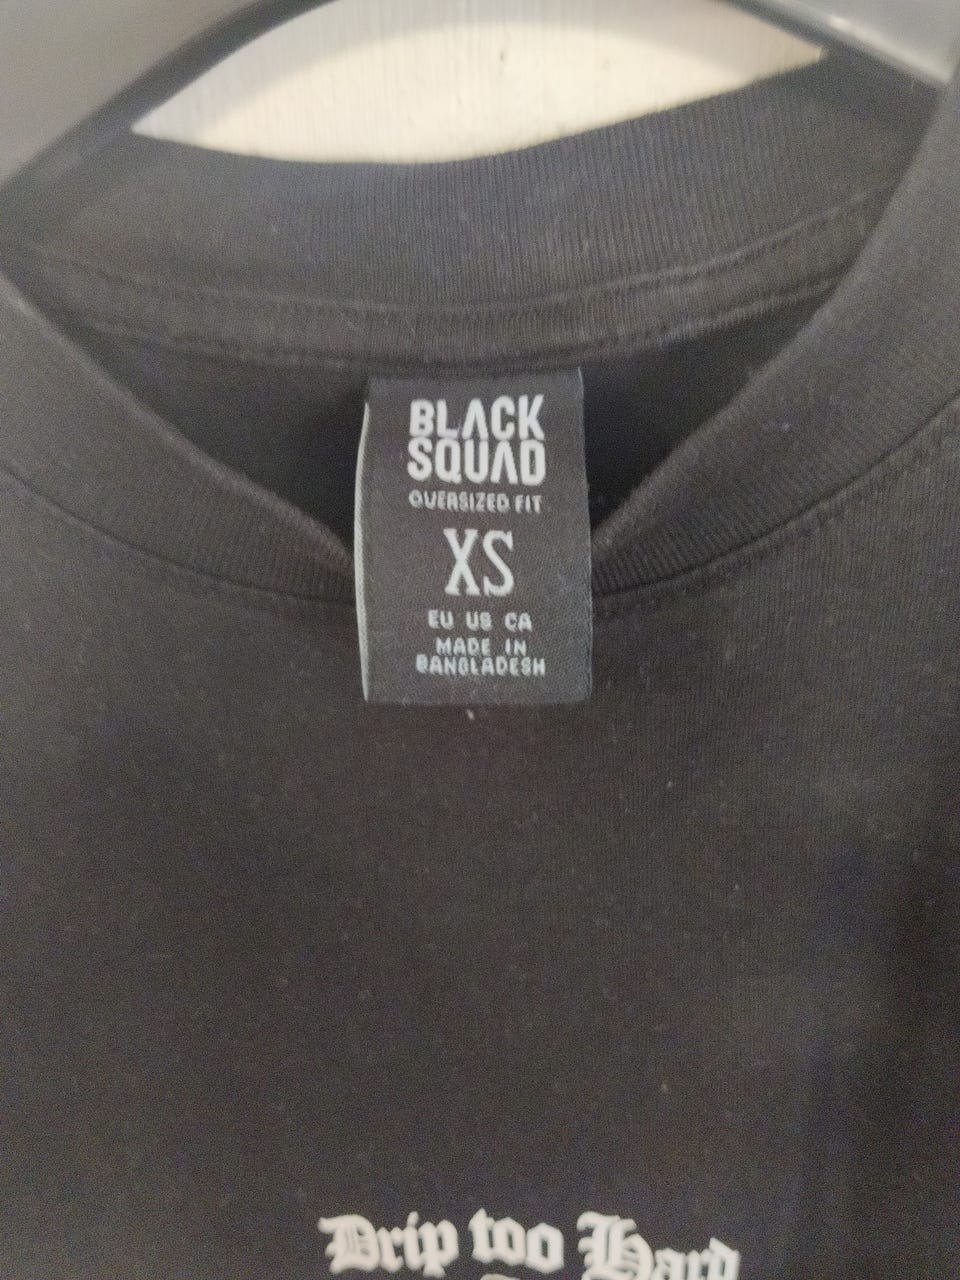 BLACK
SQUAD
OVERSIZED FIT
XS
EU US CA
MADE IN
BANGLADESH
Drip too Hard